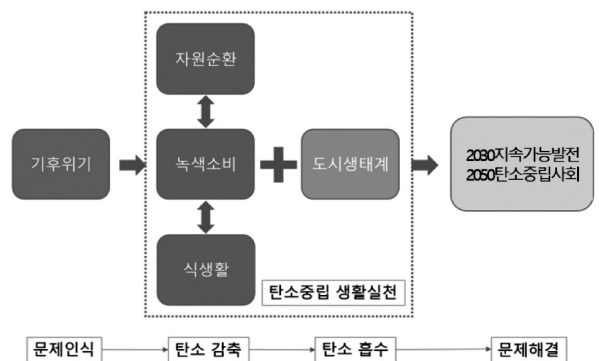 자원순환
기후위기
녹색소비
도시생태계
2030지속가능발전
2050탄소중립사회
식생활
탄소중립 생활실천
문제인식
탄소 감축
탄소 흡수
문제해결